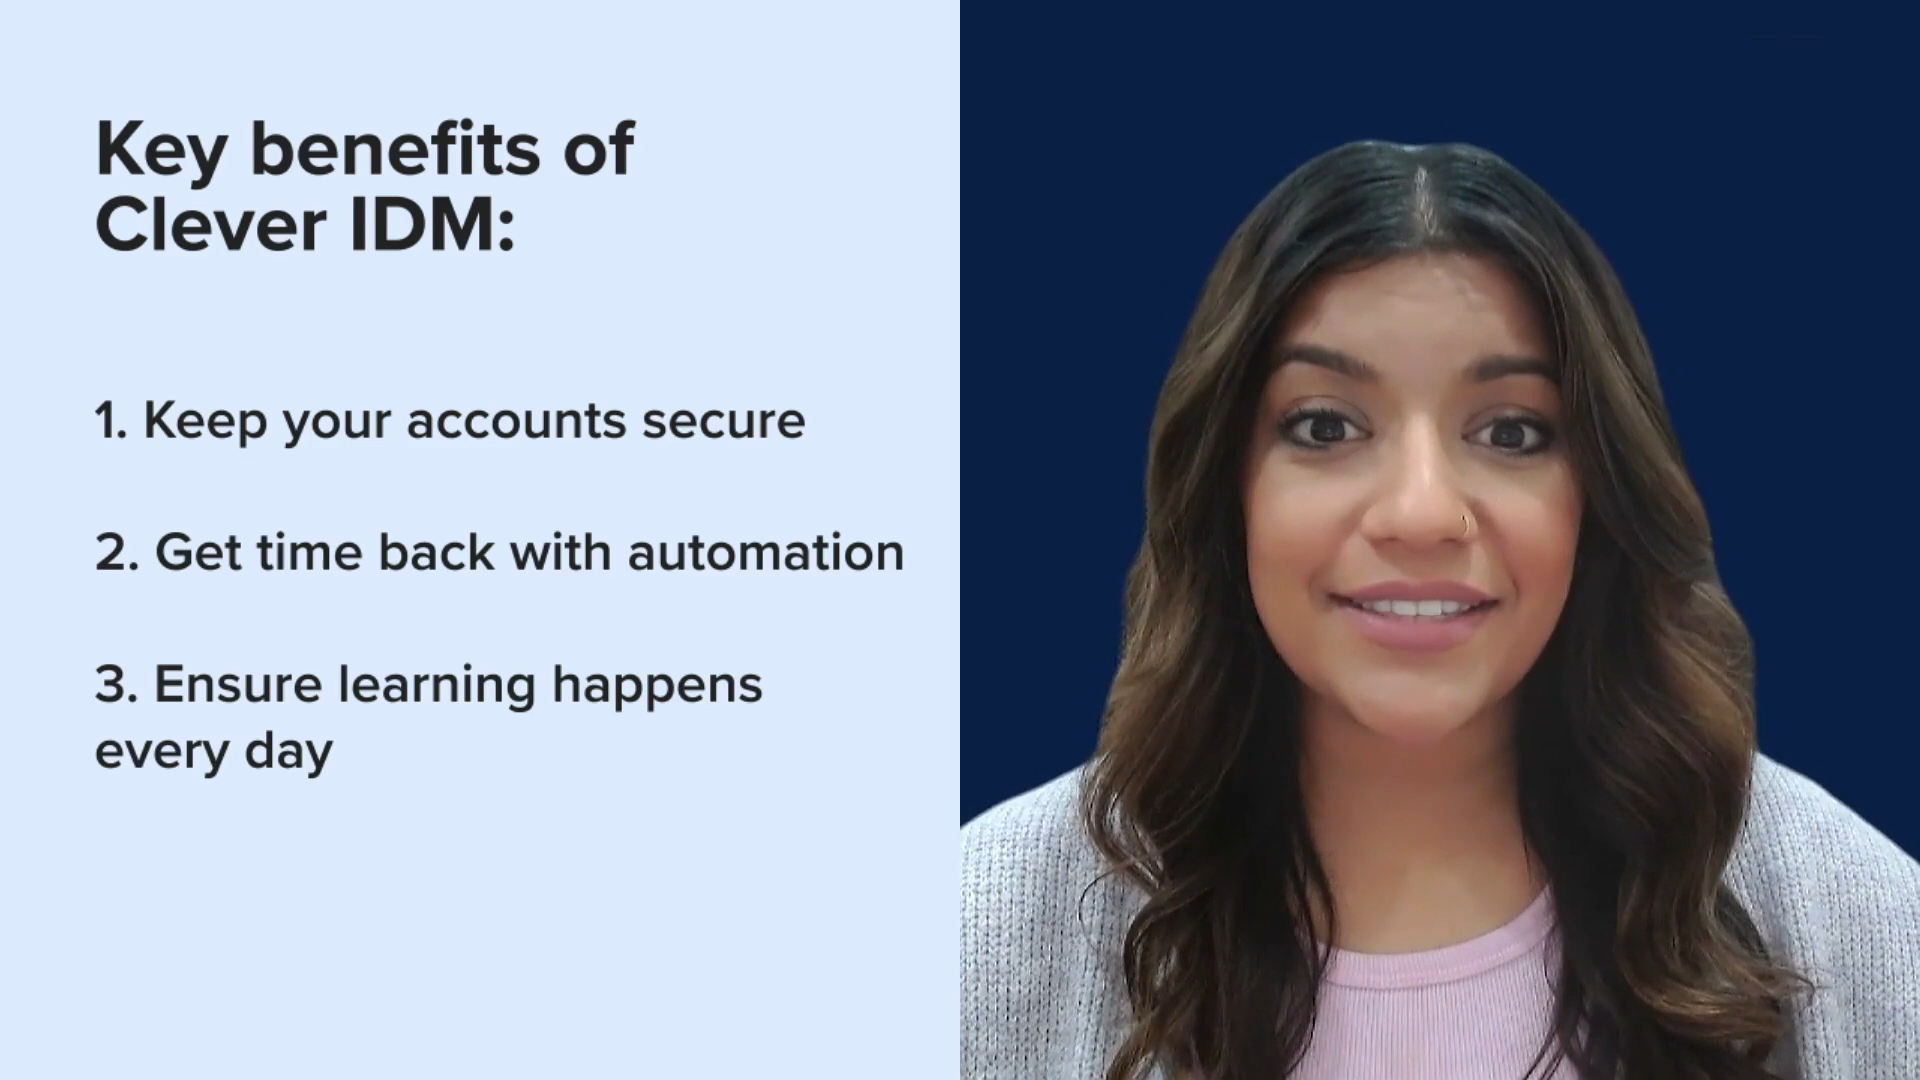 Key benefits of
Clever IDM:
1. Keep your accounts secure
2. Get time back with automation
3. Ensure learning happens
every day